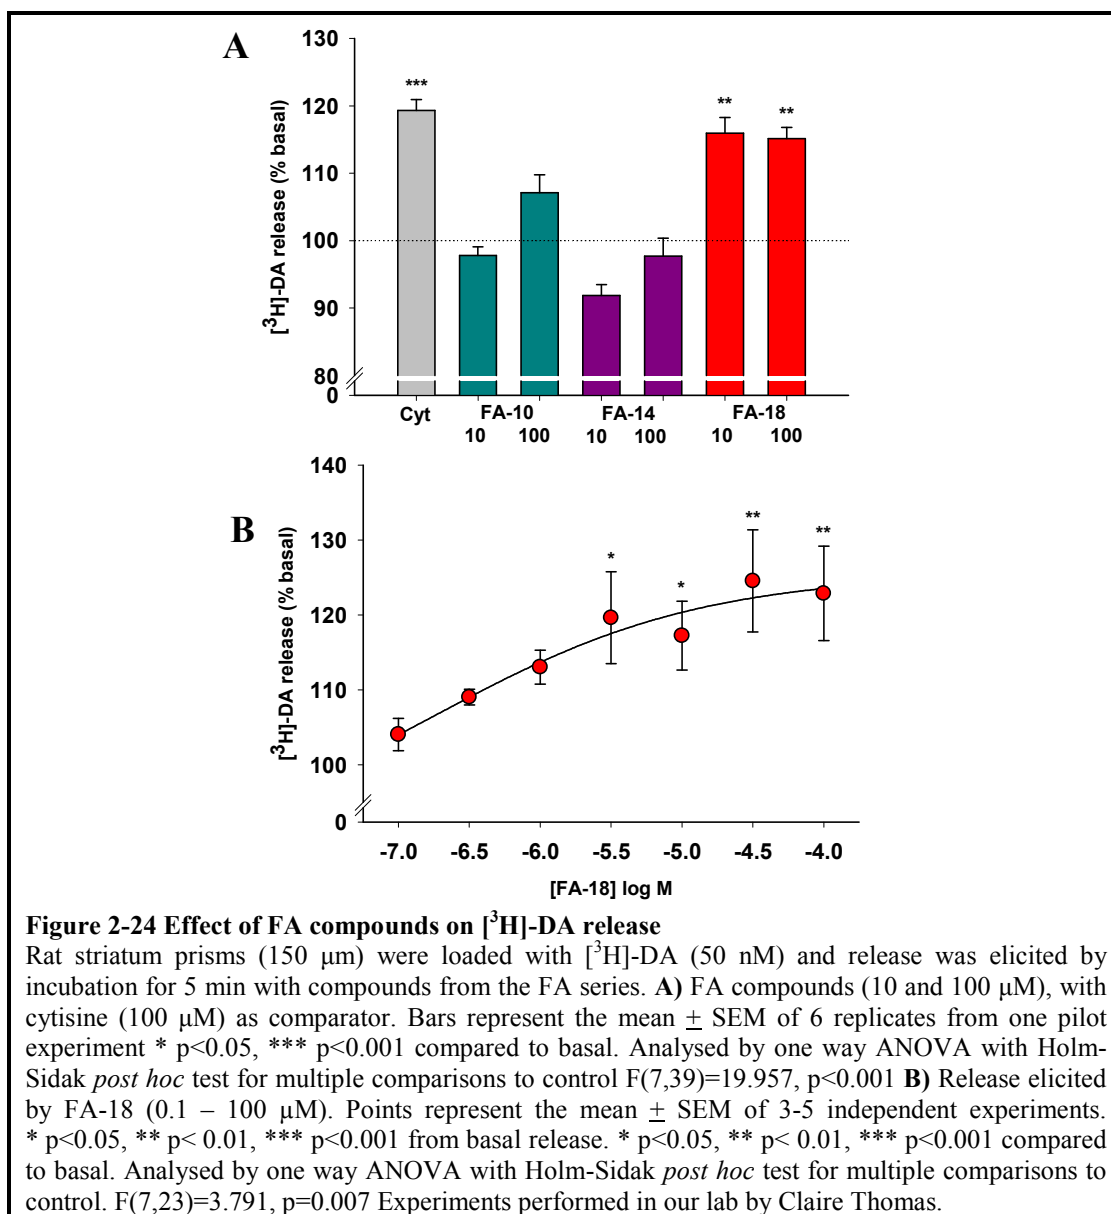 A
130
120
110
100
90
80
0
[3H]-DA release (% basal)
***
**
**
Cyt
FA-10
FA-14
FA-18
10
100
10
100
10
100
B
140
130
120
110
100
0
[3H]-DA release (% basal)
*
*
**
**
-7.0
-6.5
-6.0
-5.5
-5.0
-4.5
-4.0
[FA-18] log M
Figure 2-24 Effect of FA compounds on [3H]-DA release
Rat striatum prisms (150 μm) were loaded with [3H]-DA (50 nM) and release was elicited by
incubation for 5 min with compounds from the FA series. A) FA compounds (10 and 100 μM), with
cytisine (100 μM) as comparator. Bars represent the mean ± SEM of 6 replicates from one pilot
experiment * p<0.05, *** p<0.001 compared to basal. Analysed by one way ANOVA with Holm-
Sidak post hoc test for multiple comparisons to control F(7,39)=19.957, p<0.001 B) Release elicited
by FA-18 (0.1 – 100 μM). Points represent the mean ± SEM of 3-5 independent experiments.
* p<0.05, ** p< 0.01, *** p<0.001 from basal release. * p<0.05, ** p< 0.01, *** p<0.001 compared
to basal. Analysed by one way ANOVA with Holm-Sidak post hoc test for multiple comparisons to
control. F(7,23)=3.791, p=0.007 Experiments performed in our lab by Claire Thomas.